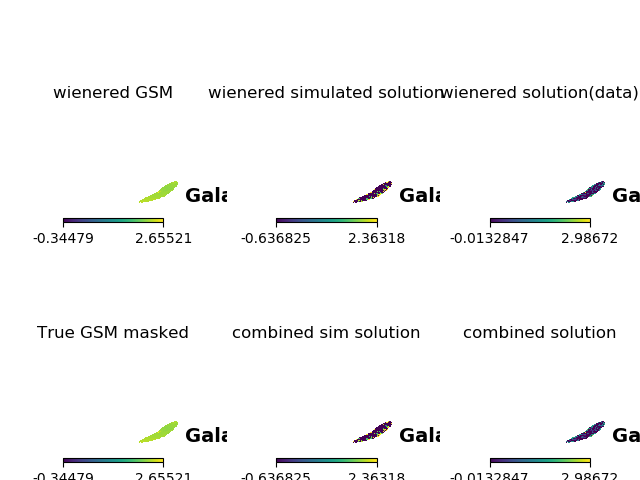 wienered GSM
wienered simulated solution
wienered solution(data)
Gala
Gala
Ga
-0.34479 2.65521
-0.636825 2.36318
-0.0132847 2.98672
True GSM masked
combined sim solution
combined solution
Gala
Gala
Ga
-0.34479 2.65521
-0.636825 2.36318
-0.0132847 2.98672